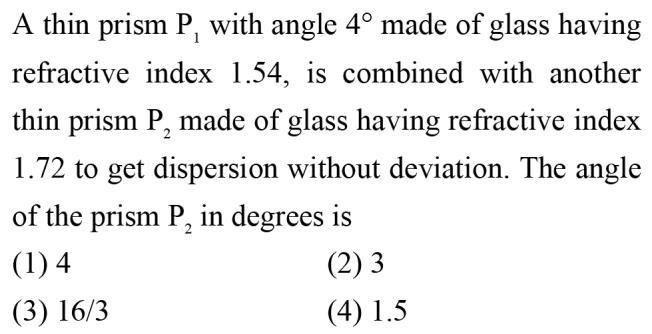 A thin prism P₁ with angle 4° made of glass having
refractive index 1.54, is combined with another
thin prism P₂ made of glass having refractive index
1.72 to get dispersion without deviation. The angle
of the prism P₂ in degrees is
(1) 4 (2) 3
(3) 16/3 (4) 1.5